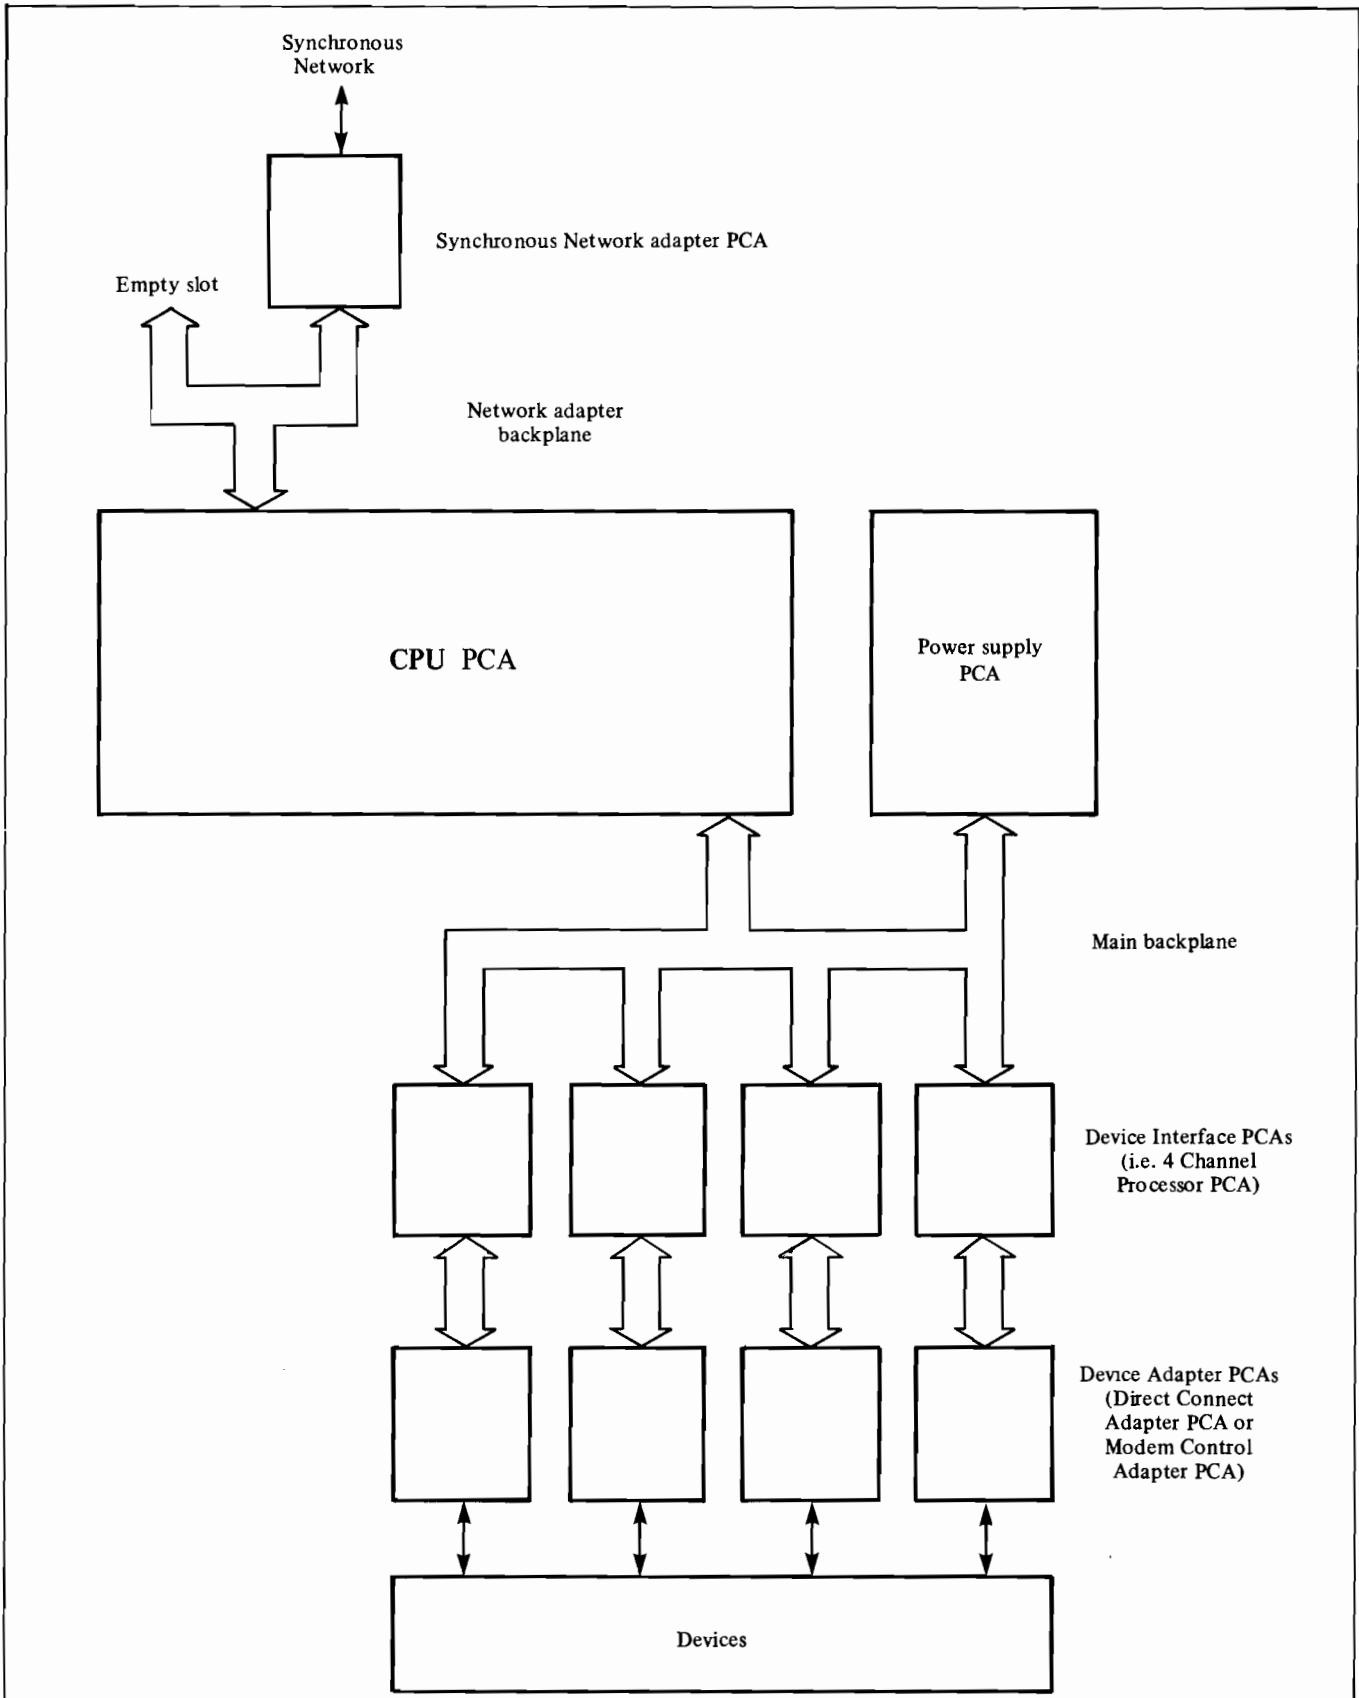 Synchronous
Network
Synchronous Network adapter PCA
Empty slot
Network adapter
backplane
CPU PCA
Power supply
PCA
Main backplane
Device Interface PCAs
(i.e. 4 Channel
Processor PCA)
Device Adapter PCAs
(Direct Connect
Adapter PCA or
Modem Control
Adapter PCA)
Devices